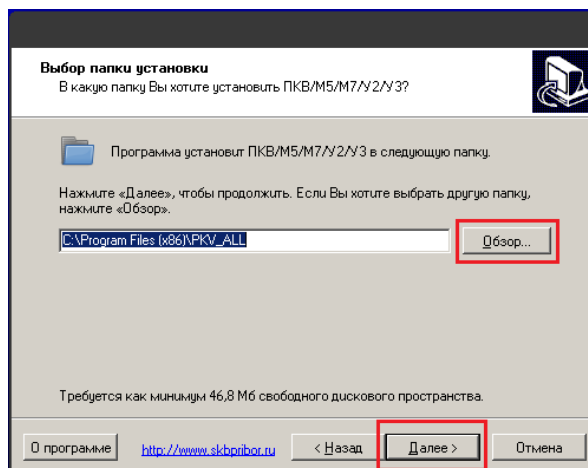 Выбор папки установки
В какую папку Вы хотите установить ПКВ/М5/М7/У2/У3?
Программа установит ПКВ/М5/М7/У2/У3 в следующую папку.
Нажмите «Далее», чтобы продолжить. Если Вы хотите выбрать другую папку,
нажмите «Обзор».
C:\Program Files (x86)\PKV_ALL
Обзор...
Требуется как минимум 46,8 Мб свободного дискового пространства.
О программе
http://www.skbpribor.ru
< Назад
Далее >
Отмена